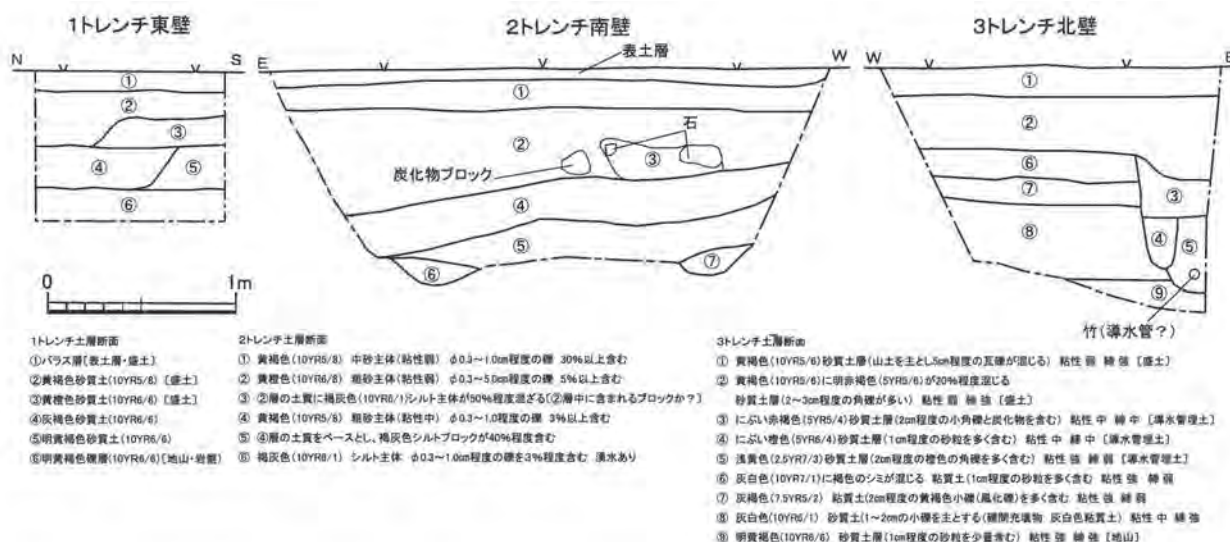 1トレンチ東壁
2トレンチ南壁
3トレンチ北壁
N
S
①
②
③
④
⑤
⑥
E
W
表土層
①
②
石
③
炭化物ブロック
④
⑤
⑥
⑦
W
E
①
②
⑥
⑦
③
⑧
④
⑤
⑨
竹(導水管?)
0
1m
1トレンチ土層断面
①バラス層[表土層・盛土]
②黄褐色砂質土(10YR5/6) [盛土]
③黄橙色砂質土(10YR6/6) [盛土]
④灰褐色砂質土(10YR6/6)
⑤明黄褐色砂質土(10YR6/6)
⑥明黄褐色礫層(10YR6/6)[地山・岩盤]
2トレンチ土層断面
① 黄褐色(10YR5/8) 中砂主体(粘性弱) φ0.3~1.0cm程度の礫 30%以上含む
② 黄橙色(10YR6/8) 粗砂主体(粘性弱) φ0.3~5.0cm程度の礫 5%以上含む
③ ②層の土質に褐灰色(10YR6/1)シルト主体が50%程度混ざる(②層中に含まれるブロックか?)
④ 黄褐色(10YR5/8) 粗砂主体(粘性中) φ0.3~1.0程度の礫 3%以上含む
⑤ ④層の土質をベースとし、褐灰色シルトブロックが40%程度含む
⑥ 褐灰色(10YR6/1) シルト主体 φ0.3~1.0cm程度の礫を3%程度含む 湧水あり
3トレンチ土層断面
① 黄褐色(10YR5/6)砂質土層(山土を主とし5cm程度の瓦礫が混じる) 粘性 弱 締 強 [盛土]
② 黄褐色(10YR5/6)に明赤褐色(5YR5/6)が20%程度混じる
砂質土層(2~3cm程度の角礫が多い) 粘性 弱 締 強 [盛土]
③ にぶい赤褐色(5YR5/4)砂質土層(2cm程度の小角礫と炭化物を含む) 粘性 中 締 中 [導水管埋土]
④ にぶい橙色(5YR6/4)砂質土層(1cm程度の砂粒を多く含む) 粘性 中 締 中 [導水管埋土]
⑤ 浅黄色(2.5YR7/3)砂質土層(2cm程度の橙色の角礫を多く含む) 粘性 強 締 弱 [導水管埋土]
⑥ 灰白色(10YR7/1)に褐色のシミが混じる 粘質土(1cm程度の砂粒を多く含む) 粘性 強 締 弱
⑦ 灰褐色(7.5YR5/2) 粘質土(2cm程度の黄褐色小礫(風化礫)を多く含む 粘性 強 締 弱
⑧ 灰白色(10YR6/1) 砂質土(1~2cmの小礫を主とする(礫間充填物 灰白色粘質土) 粘性 中 締 強
⑨ 明黄褐色(10YR6/6) 砂質土層(1cm程度の砂粒を少量含む) 粘性 強 締 強 [地山]